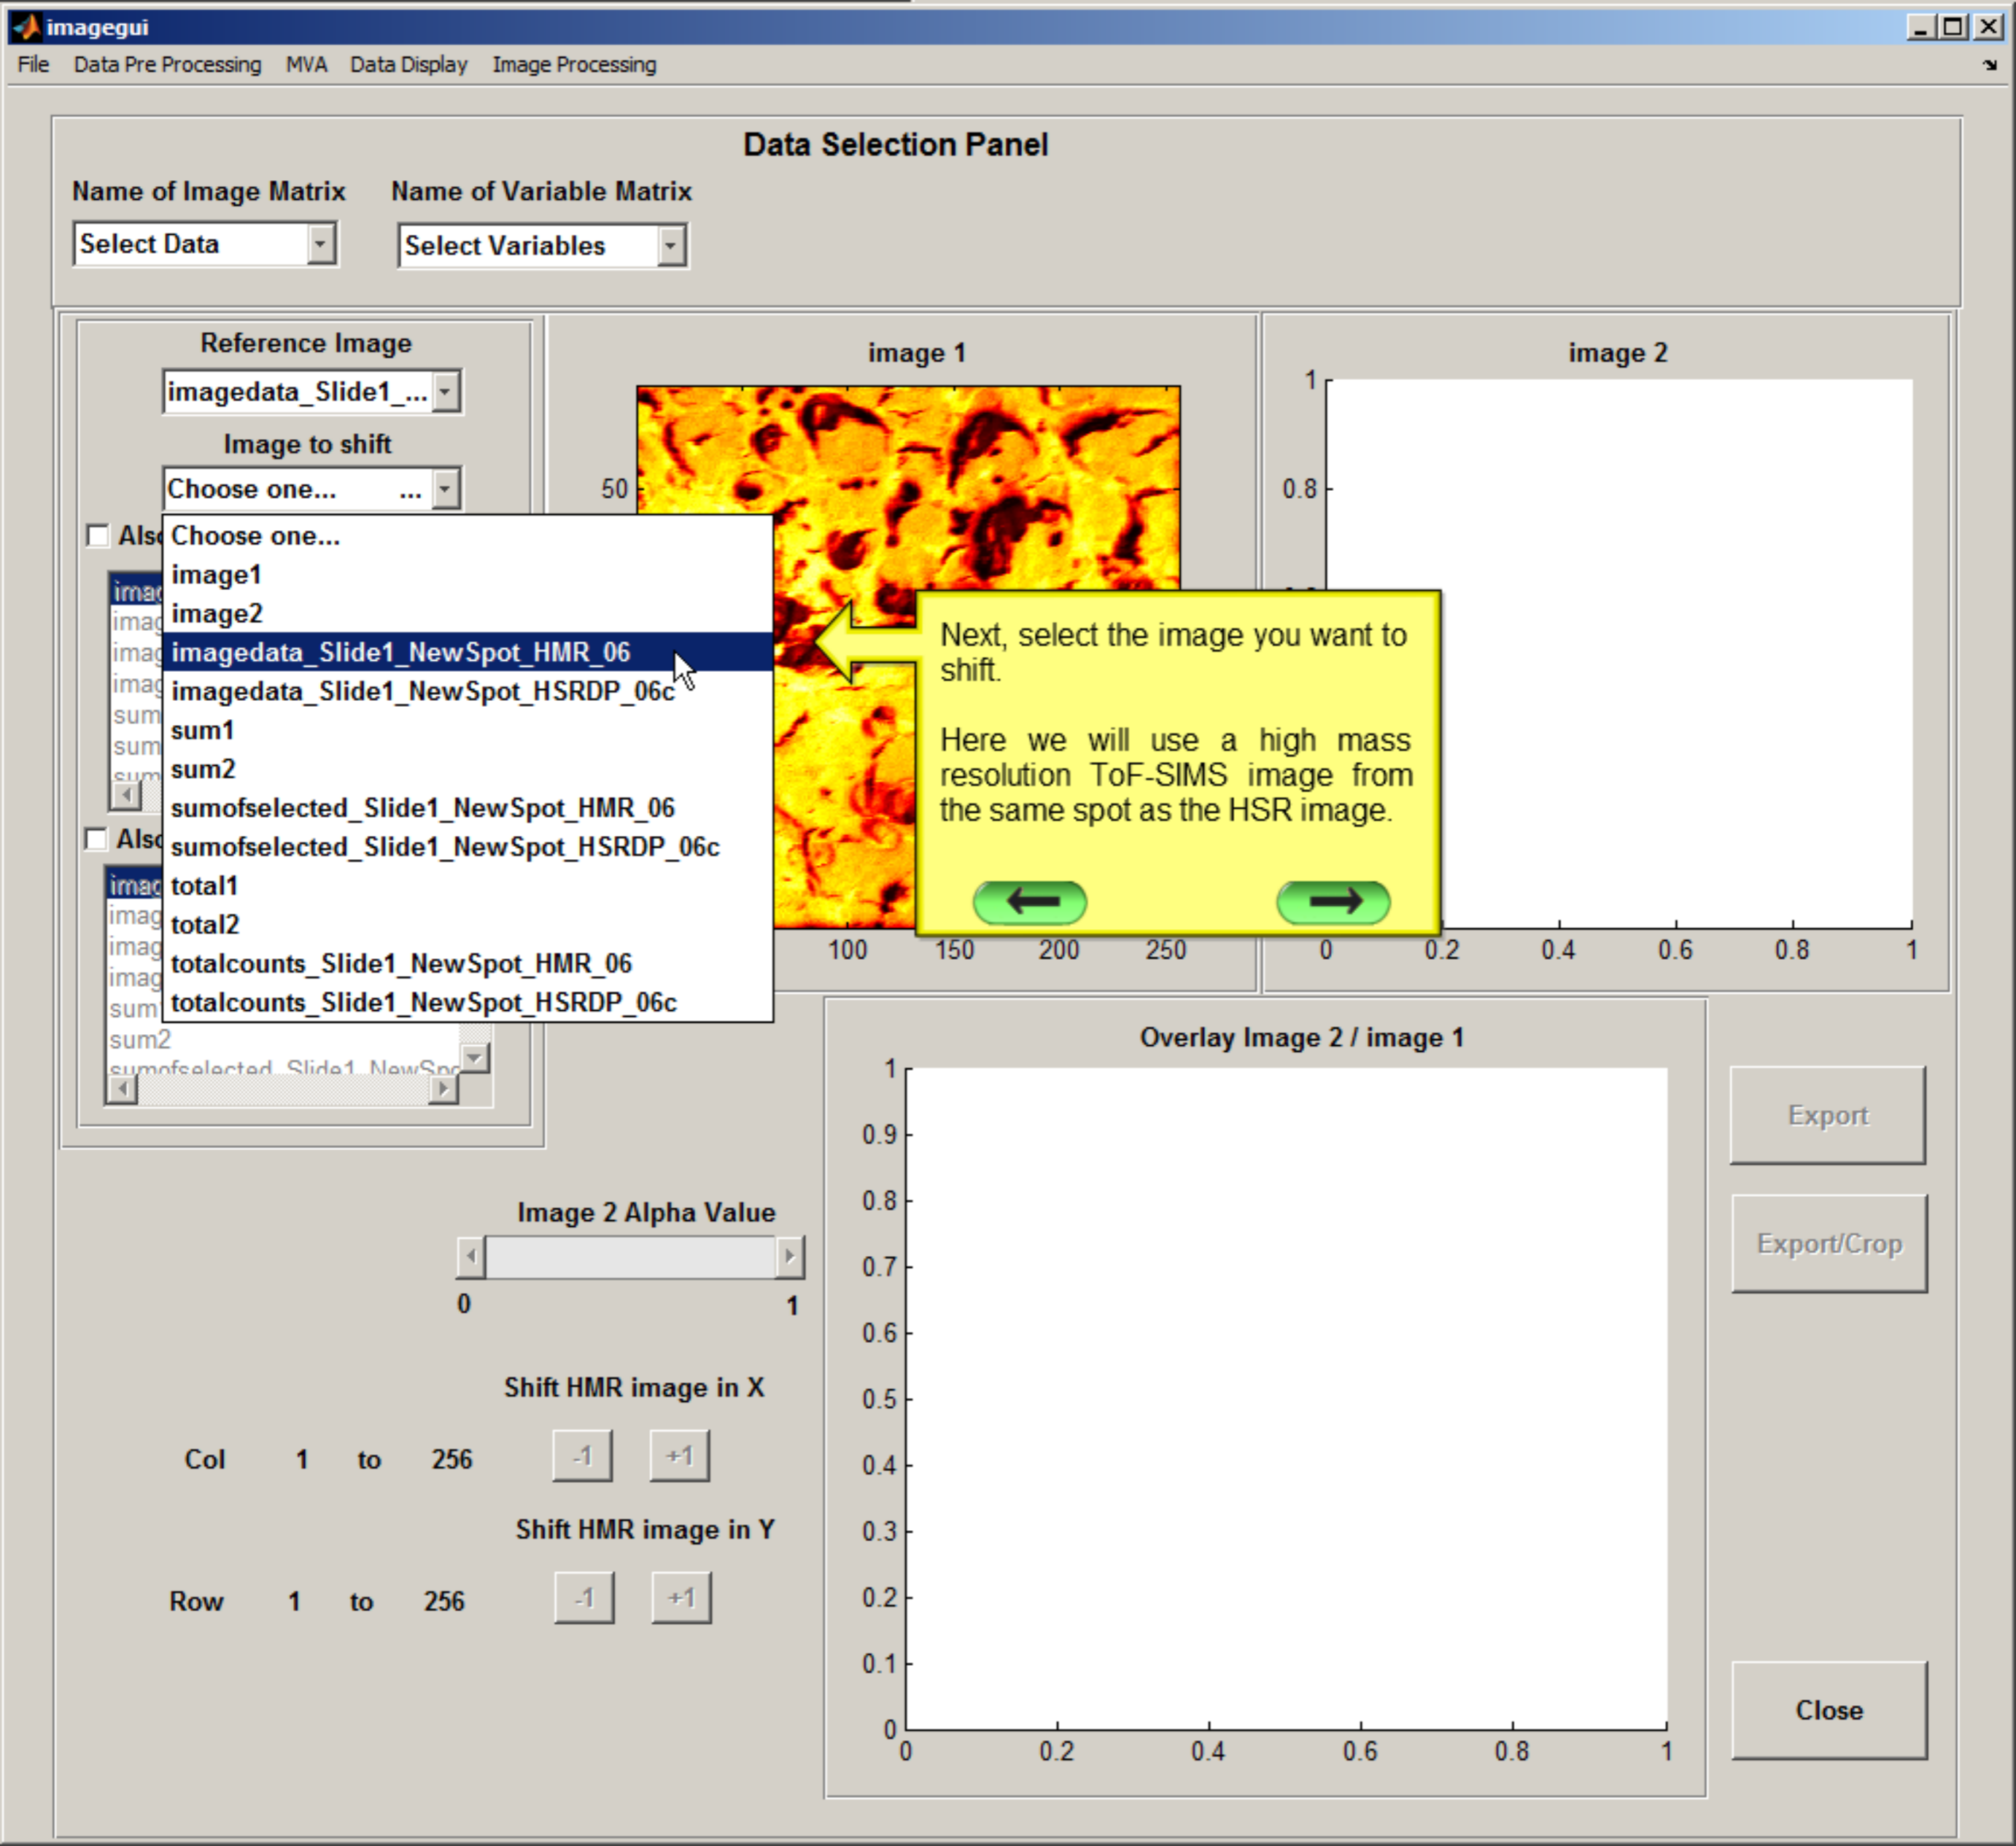 imagegui
File Data Pre Processing MVA Data Display Image Processing
Data Selection Panel
Name of Image Matrix Name of Variable Matrix
Select Data Select Variables
Reference Image
imagedata_Slide1_...
Image to shift
Choose one... ...
Choose one...
image1
image2
imagedata_Slide1_NewSpot_HMR_06
imagedata_Slide1_NewSpot_HSRDP_06c
sum1
sum2
sumofselected_Slide1_NewSpot_HMR_06
sumofselected_Slide1_NewSpot_HSRDP_06c
total1
total2
totalcounts_Slide1_NewSpot_HMR_06
totalcounts_Slide1_NewSpot_HSRDP_06c
sum2
sumofselected_Slide1_NewSpo
image 1
50
100 150 200 250
image 2
1
0.8
0 0.2 0.4 0.6 0.8 1
Next, select the image you want to
shift.
Here we will use a high mass
resolution ToF-SIMS image from
the same spot as the HSR image.
Overlay Image 2 / image 1
1
0.9
0.8
0.7
0.6
0.5
0.4
0.3
0.2
0.1
0
0 0.2 0.4 0.6 0.8 1
Export
Export/Crop
Close
Image 2 Alpha Value
0 1
Shift HMR image in X
Col 1 to 256 -1 +1
Shift HMR image in Y
Row 1 to 256 -1 +1